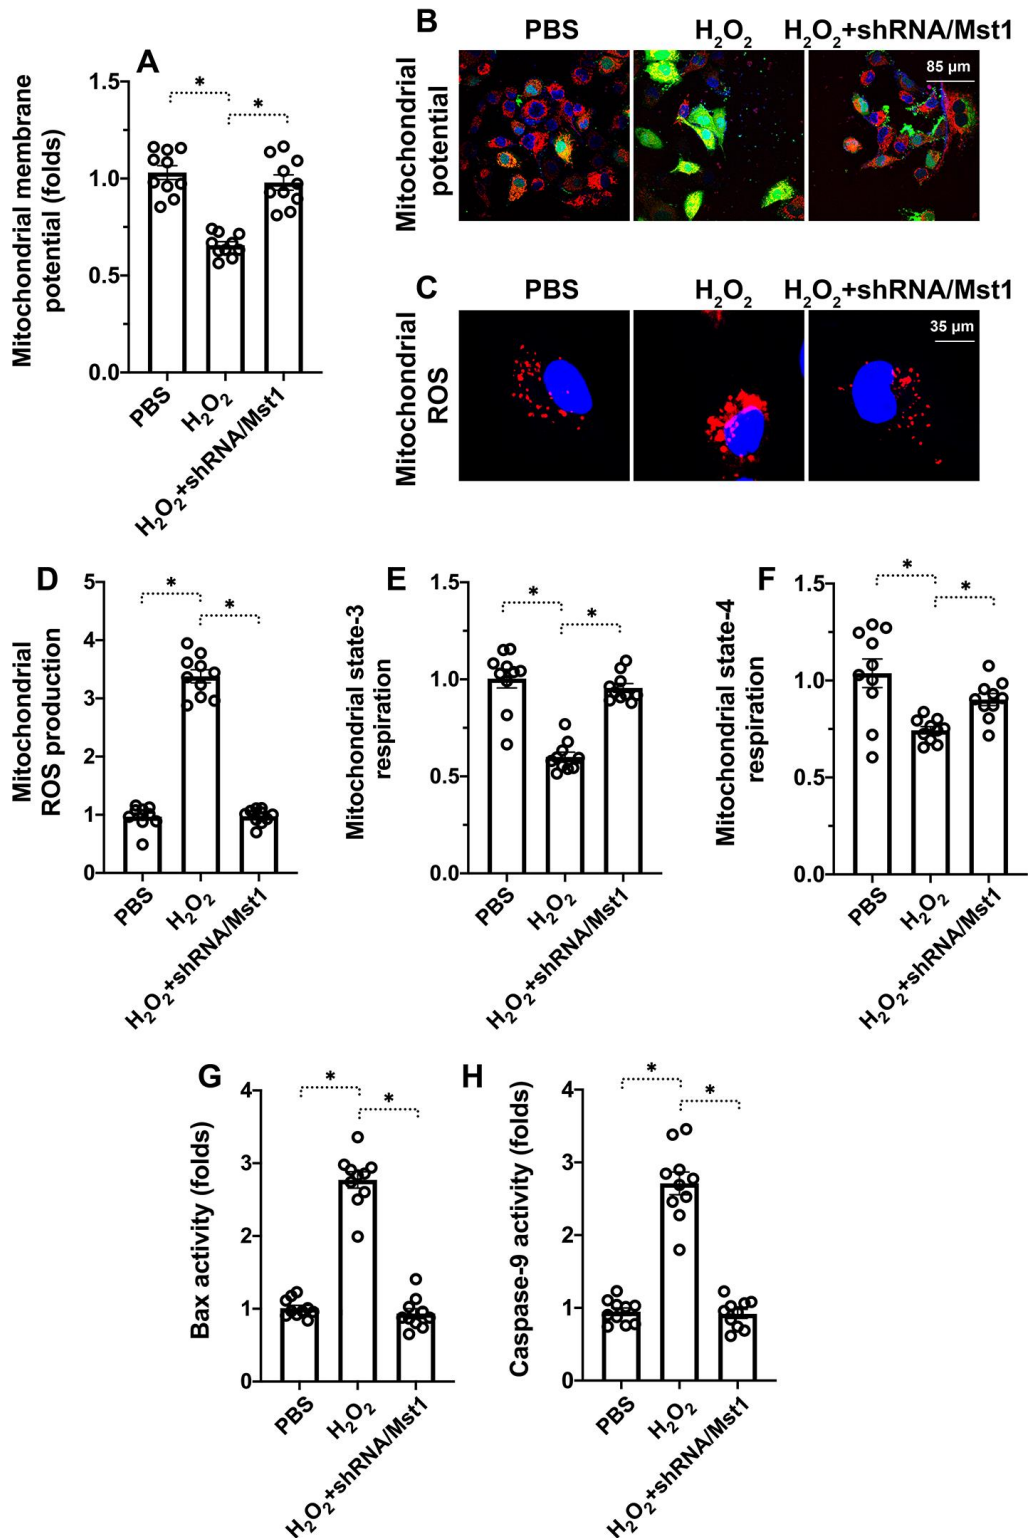 A
Mitochondrial membrane
potential (folds)
1.5
1.0
0.5
0.0
*
*
PBS
H₂O₂
H₂O₂+shRNA/Mst1
B
PBS
H₂O₂
H₂O₂+shRNA/Mst1
Mitochondrial
potential
85 µm
C
PBS
H₂O₂
H₂O₂+shRNA/Mst1
Mitochondrial
ROS
35 µm
D
Mitochondrial
ROS production
5
4
3
2
1
0
*
*
PBS
H₂O₂
H₂O₂+shRNA/Mst1
E
Mitochondrial state-3
respiration
1.5
1.0
0.5
0.0
*
*
PBS
H₂O₂
H₂O₂+shRNA/Mst1
F
Mitochondrial state-4
respiration
1.5
1.0
0.5
0.0
*
*
PBS
H₂O₂
H₂O₂+shRNA/Mst1
G
Bax activity (folds)
4
3
2
1
0
*
*
PBS
H₂O₂
H₂O₂+shRNA/Mst1
H
Caspase-9 activity (folds)
4
3
2
1
0
*
*
PBS
H₂O₂
H₂O₂+shRNA/Mst1